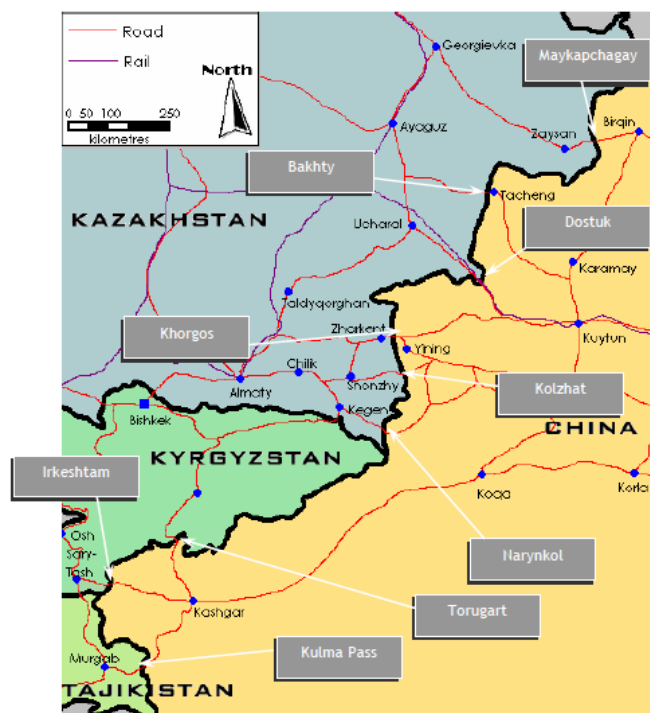 Road
Rail
North
0 50 100 250
kilometres
Georgievka
Maykapchagay
Ayaguz
Zaysan
Birqin
Bakhty
Tacheng
KAZAKHSTAN
Ucharal
Dostuk
Karamay
Taldyqorghan
Khorgos
Zharkent
Kuytun
Yining
Chilik
Almaty
Shonzhy
Kolzhat
Bishkek
Kegen
CHINA
KYRGYZSTAN
Irkeshtam
Koqa
Korla
Osh
Sary-
Tash
Narynkol
Kashgar
Torugart
Murgab
Kulma Pass
TAJIKISTAN